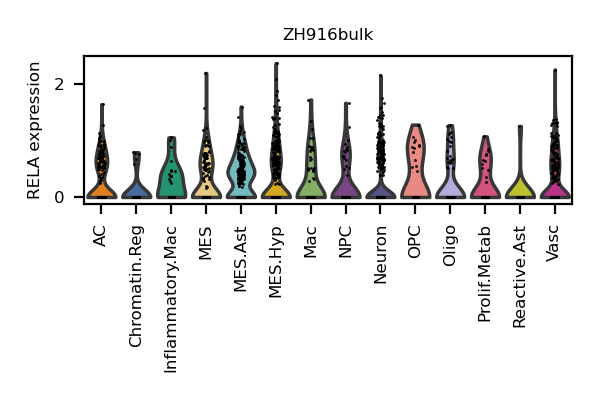 ZH916bulk
RELA expression
2
0
AC
Chromatin.Reg
Inflammatory.Mac
MES
MES.Ast
MES.Hyp
Mac
NPC
Neuron
OPC
Oligo
Prolif.Metab
Reactive.Ast
Vasc